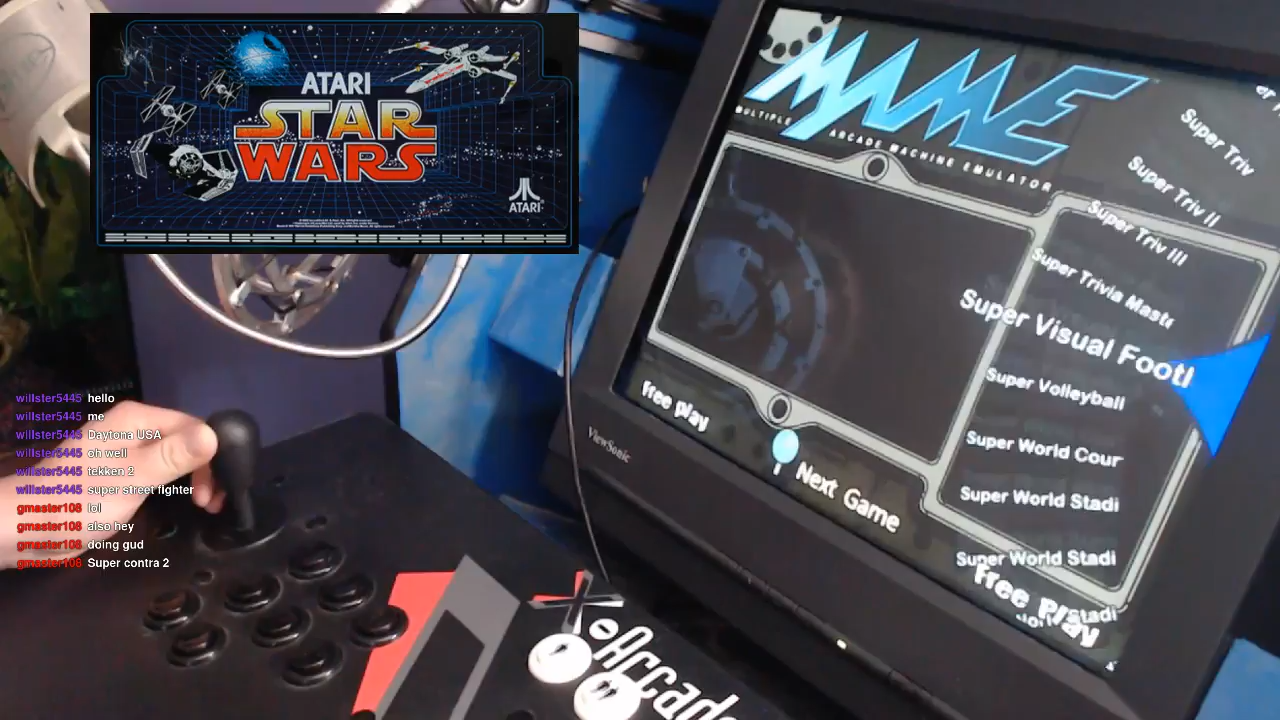 ATARI
STAR
WARS
ATARI
MAME
MULTIPLE ARCADE MACHINE EMULATOR
Super Triv
Super Triv II
Super Triv III
Super Trivia Maste
Super Visual Footl
Super Volleyball
Super World Cour
Super World Stadi
Super World Stadi
Stadi
Free play
Next Game
Free Play
ViewSonic
willster5445 hello
willster5445 me
willster5445 Daytona USA
willster5445 oh well
willster5445 tekken 2
willster5445 super street fighter
gmaster108 lol
gmaster108 also hey
gmaster108 doing gud
gmaster108 Super contra 2
X
Arcade